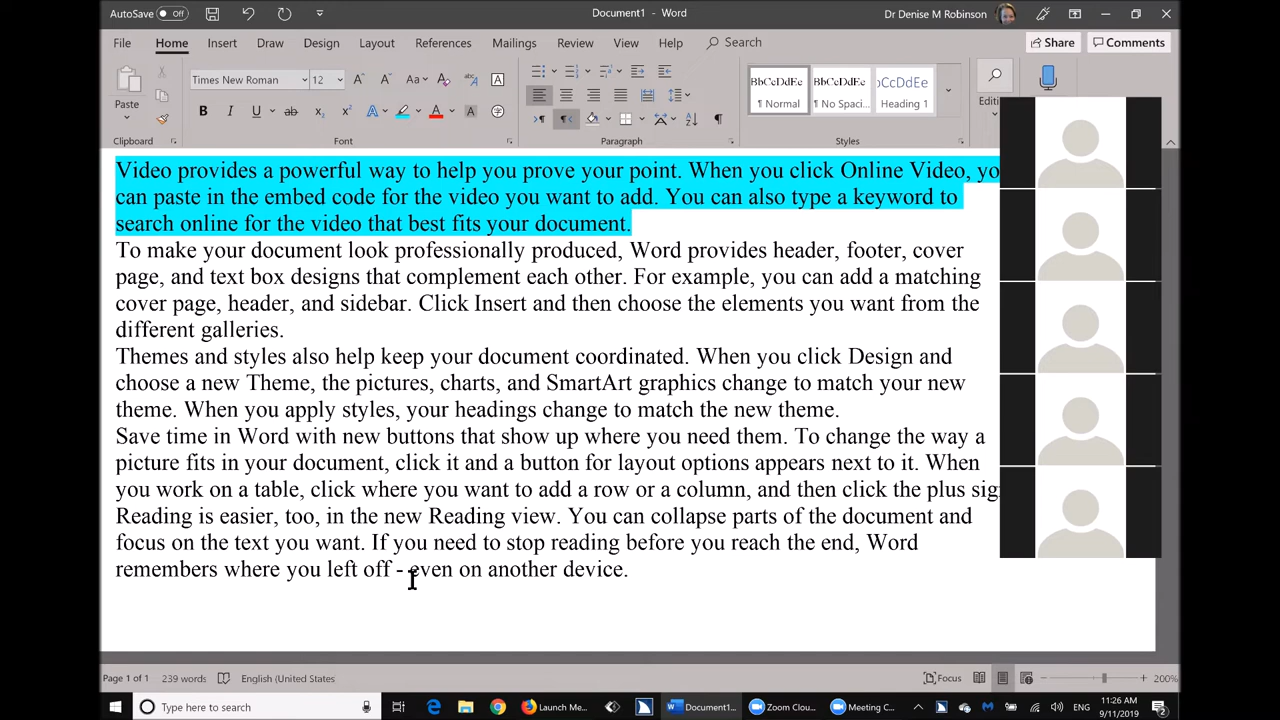 AutoSave Off
Document1 - Word
Dr Denise M Robinson
File Home Insert Draw Design Layout References Mailings Review View Help Search
Share Comments
Paste
Times New Roman 12
Clipboard Font Paragraph Styles
AaBbCcDdEe AaBbCcDdEe
¶ Normal ¶ No Spaci... Heading 1
Editi
Video provides a powerful way to help you prove your point. When you click Online Video, yo
can paste in the embed code for the video you want to add. You can also type a keyword to
search online for the video that best fits your document.
To make your document look professionally produced, Word provides header, footer, cover
page, and text box designs that complement each other. For example, you can add a matching
cover page, header, and sidebar. Click Insert and then choose the elements you want from the
different galleries.
Themes and styles also help keep your document coordinated. When you click Design and
choose a new Theme, the pictures, charts, and SmartArt graphics change to match your new
theme. When you apply styles, your headings change to match the new theme.
Save time in Word with new buttons that show up where you need them. To change the way a
picture fits in your document, click it and a button for layout options appears next to it. When
you work on a table, click where you want to add a row or a column, and then click the plus sig
Reading is easier, too, in the new Reading view. You can collapse parts of the document and
focus on the text you want. If you need to stop reading before you reach the end, Word
remembers where you left off - even on another device.
Page 1 of 1 239 words English (United States
Focus 200%
Type here to search
Launch Me... Document1... Zoom Clou... Meeting C...
ENG
11:26 AM
9/11/2019